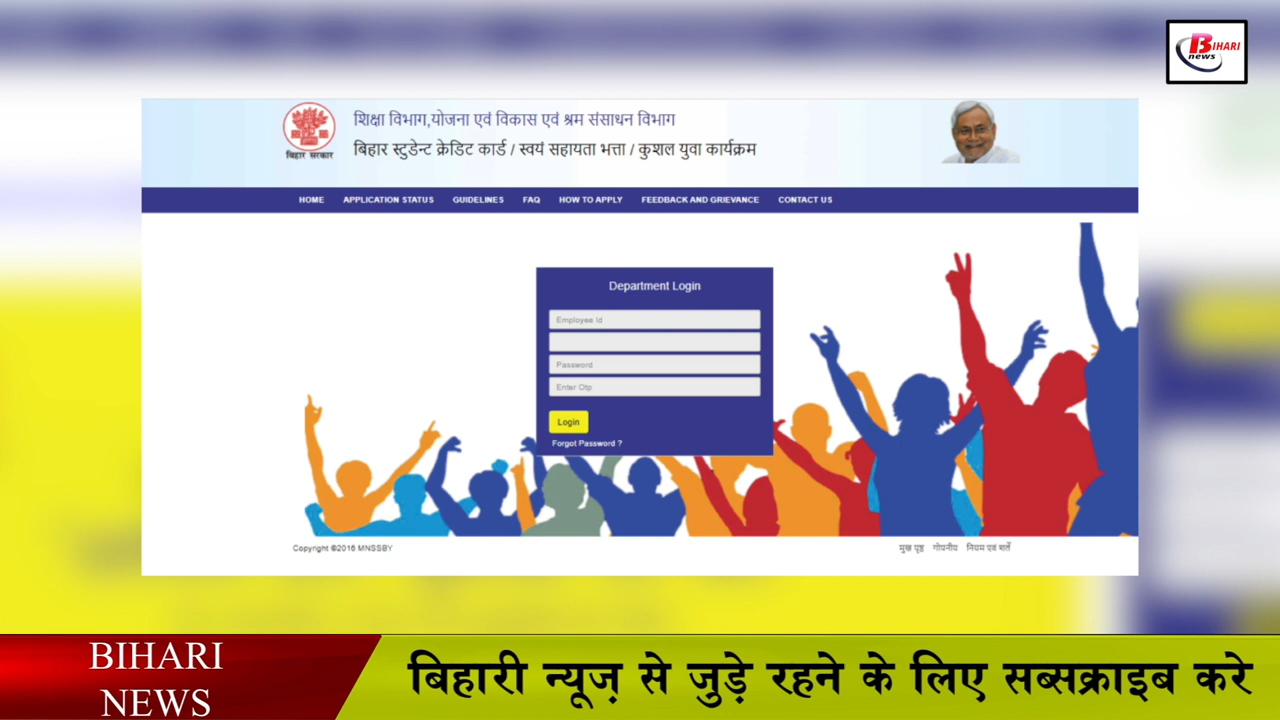 BIHARI
news
शिक्षा विभाग,योजना एवं विकास एवं श्रम संसाधन विभाग
बिहार स्टुडेन्ट क्रेडिट कार्ड / स्वयं सहायता भत्ता / कुशल युवा कार्यक्रम
बिहार सरकार
HOME APPLICATION STATUS GUIDELINES FAQ HOW TO APPLY FEEDBACK AND GRIEVANCE CONTACT US
Department Login
Employee Id
Password
Enter Otp
Login
Forgot Password ?
Copyright ©2016 MNSSBY मुख पृष्ठ गोपनीय नियम एवं शर्तें
BIHARI
NEWS
बिहारी न्यूज़ से जुड़े रहने के लिए सब्सक्राइब करे